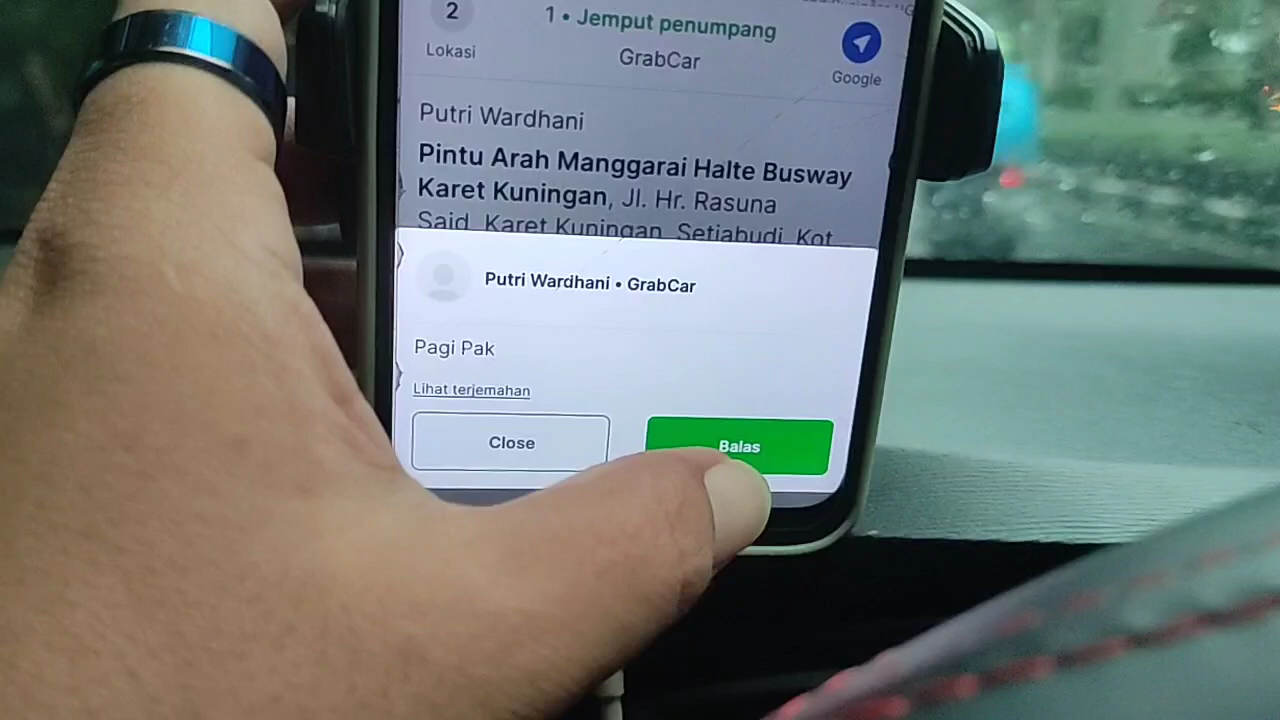 2
Lokasi
1 • Jemput penumpang
GrabCar
Google
Putri Wardhani
Pintu Arah Manggarai Halte Busway
Karet Kuningan, Jl. Hr. Rasuna
Said, Karet Kuningan, Setiabudi, Kot...
Putri Wardhani • GrabCar
Pagi Pak
Lihat terjemahan
Close
Balas